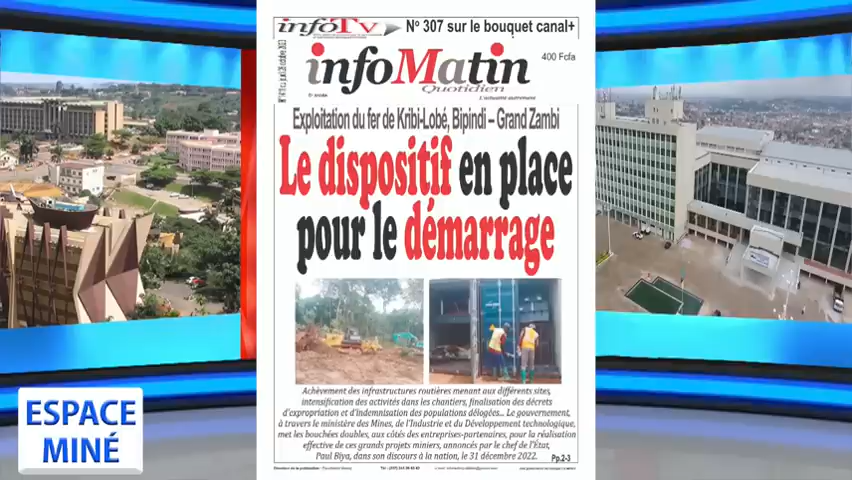 infoTv
N° 307 sur le bouquet canal+
infoMatin
400 Fcfa
Quotidien
L'actualité autrement
Exploitation du fer de Kribi-Lobé, Bipindi – Grand Zambi
Le dispositif en place
pour le démarrage
Achèvement des infrastructures routières menant aux différents sites,
intensification des activités dans les chantiers, finalisation des décrets
d'expropriation et d'indemnisation des populations délogées... Le gouvernement,
à travers le ministère des Mines, de l'Industrie et du Développement technologique,
met les bouchées doubles, aux côtés des entreprises-partenaires, pour la réalisation
effective de ces grands projets miniers, annoncés par le chef de l'État,
Paul Biya, dans son discours à la nation, le 31 décembre 2022.
Pp.2-3
ESPACE
MINÉ